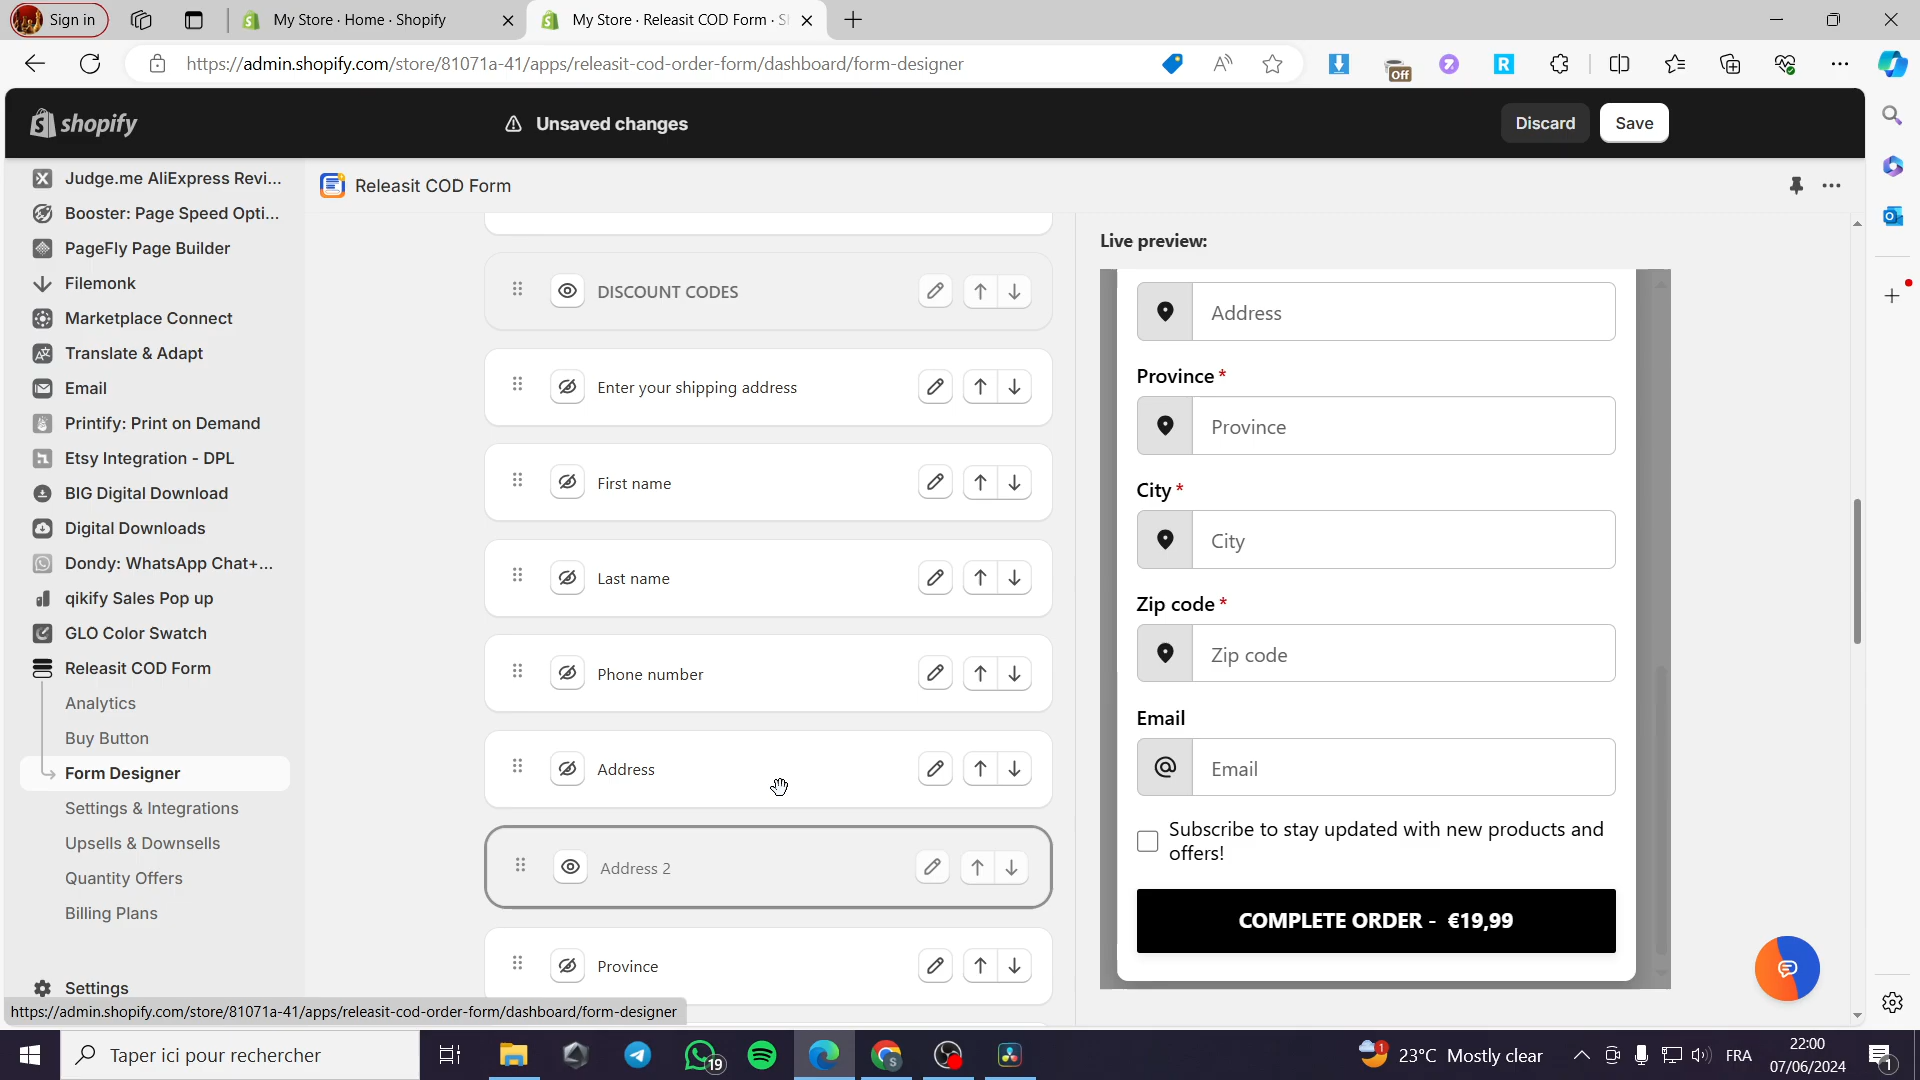 Sign in
My Store · Home · Shopify
My Store · Releasit COD Form · S
https://admin.shopify.com/store/81071a-41/apps/releasit-cod-order-form/dashboard/form-designer
Off
shopify
Unsaved changes
Discard
Save
Judge.me AliExpress Revi...
Booster: Page Speed Opti...
PageFly Page Builder
Filemonk
Marketplace Connect
Translate & Adapt
Email
Printify: Print on Demand
Etsy Integration - DPL
BIG Digital Download
Digital Downloads
Dondy: WhatsApp Chat+...
qikify Sales Pop up
GLO Color Swatch
Releasit COD Form
Analytics
Buy Button
Form Designer
Settings & Integrations
Upsells & Downsells
Quantity Offers
Billing Plans
Settings
Releasit COD Form
DISCOUNT CODES
Enter your shipping address
First name
Last name
Phone number
Address
Address 2
Province
Live preview:
Address
Province *
Province
City *
City
Zip code *
Zip code
Email
@ Email
Subscribe to stay updated with new products and
offers!
COMPLETE ORDER - €19,99
https://admin.shopify.com/store/81071a-41/apps/releasit-cod-order-form/dashboard/form-designer
Taper ici pour rechercher
19
1
23°C Mostly clear
FRA
22:00
07/06/2024
1